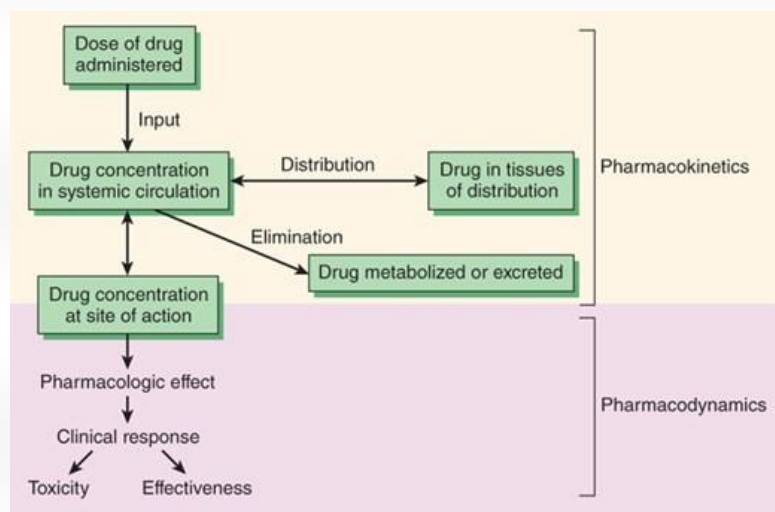 Dose of drug
administered
Input
Drug concentration
in systemic circulation
Distribution
Drug in tissues
of distribution
Pharmacokinetics
Elimination
Drug metabolized or excreted
Drug concentration
at site of action
Pharmacologic effect
Clinical response
Toxicity
Effectiveness
Pharmacodynamics